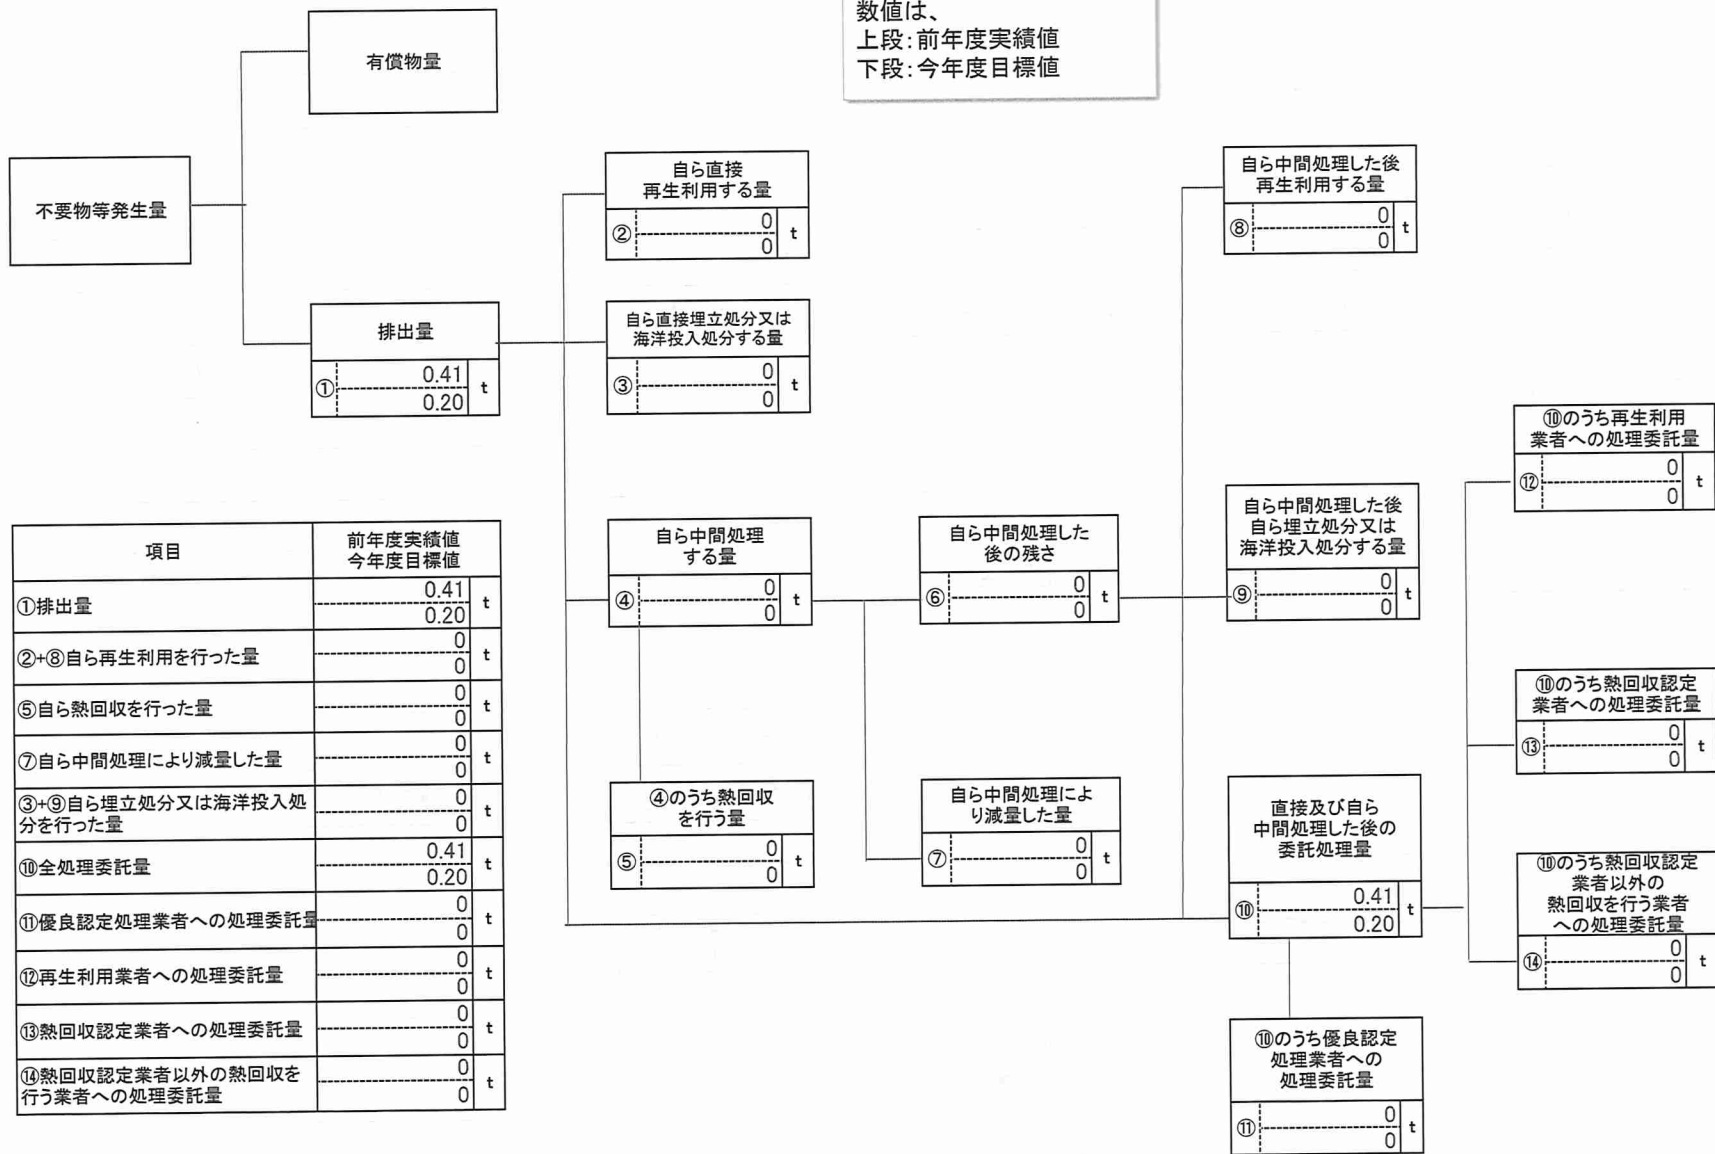 数値は、
上段：前年度実績値
下段：今年度目標値
有償物量
不要物等発生量
排出量
①
0.41
0.20
t
自ら直接
再生利用する量
②
0
0
t
自ら直接埋立処分又は
海洋投入処分する量
③
0
0
t
自ら中間処理
する量
④
0
0
t
④のうち熱回収
を行う量
⑤
0
0
t
自ら中間処理した
後の残さ
⑥
0
0
t
自ら中間処理によ
り減量した量
⑦
0
0
t
自ら中間処理した後
再生利用する量
⑧
0
0
t
自ら中間処理した後
自ら埋立処分又は
海洋投入処分する量
⑨
0
0
t
直接及び自ら
中間処理した後の
委託処理量
⑩
0.41
0.20
t
⑩のうち優良認定
処理業者への
処理委託量
⑪
0
0
t
⑩のうち再生利用
業者への処理委託量
⑫
0
0
t
⑩のうち熱回収認定
業者への処理委託量
⑬
0
0
t
⑩のうち熱回収認定
業者以外の
熱回収を行う業者
への処理委託量
⑭
0
0
t
項目
前年度実績値
今年度目標値
①排出量
0.41
0.20
t
②+⑧自ら再生利用を行った量
0
0
t
⑤自ら熱回収を行った量
0
0
t
⑦自ら中間処理により減量した量
0
0
t
③+⑨自ら埋立処分又は海洋投入処
分を行った量
0
0
t
⑩全処理委託量
0.41
0.20
t
⑪優良認定処理業者への処理委託量
0
0
t
⑫再生利用業者への処理委託量
0
0
t
⑬熱回収認定業者への処理委託量
0
0
t
⑭熱回収認定業者以外の熱回収を
行う業者への処理委託量
0
0
t